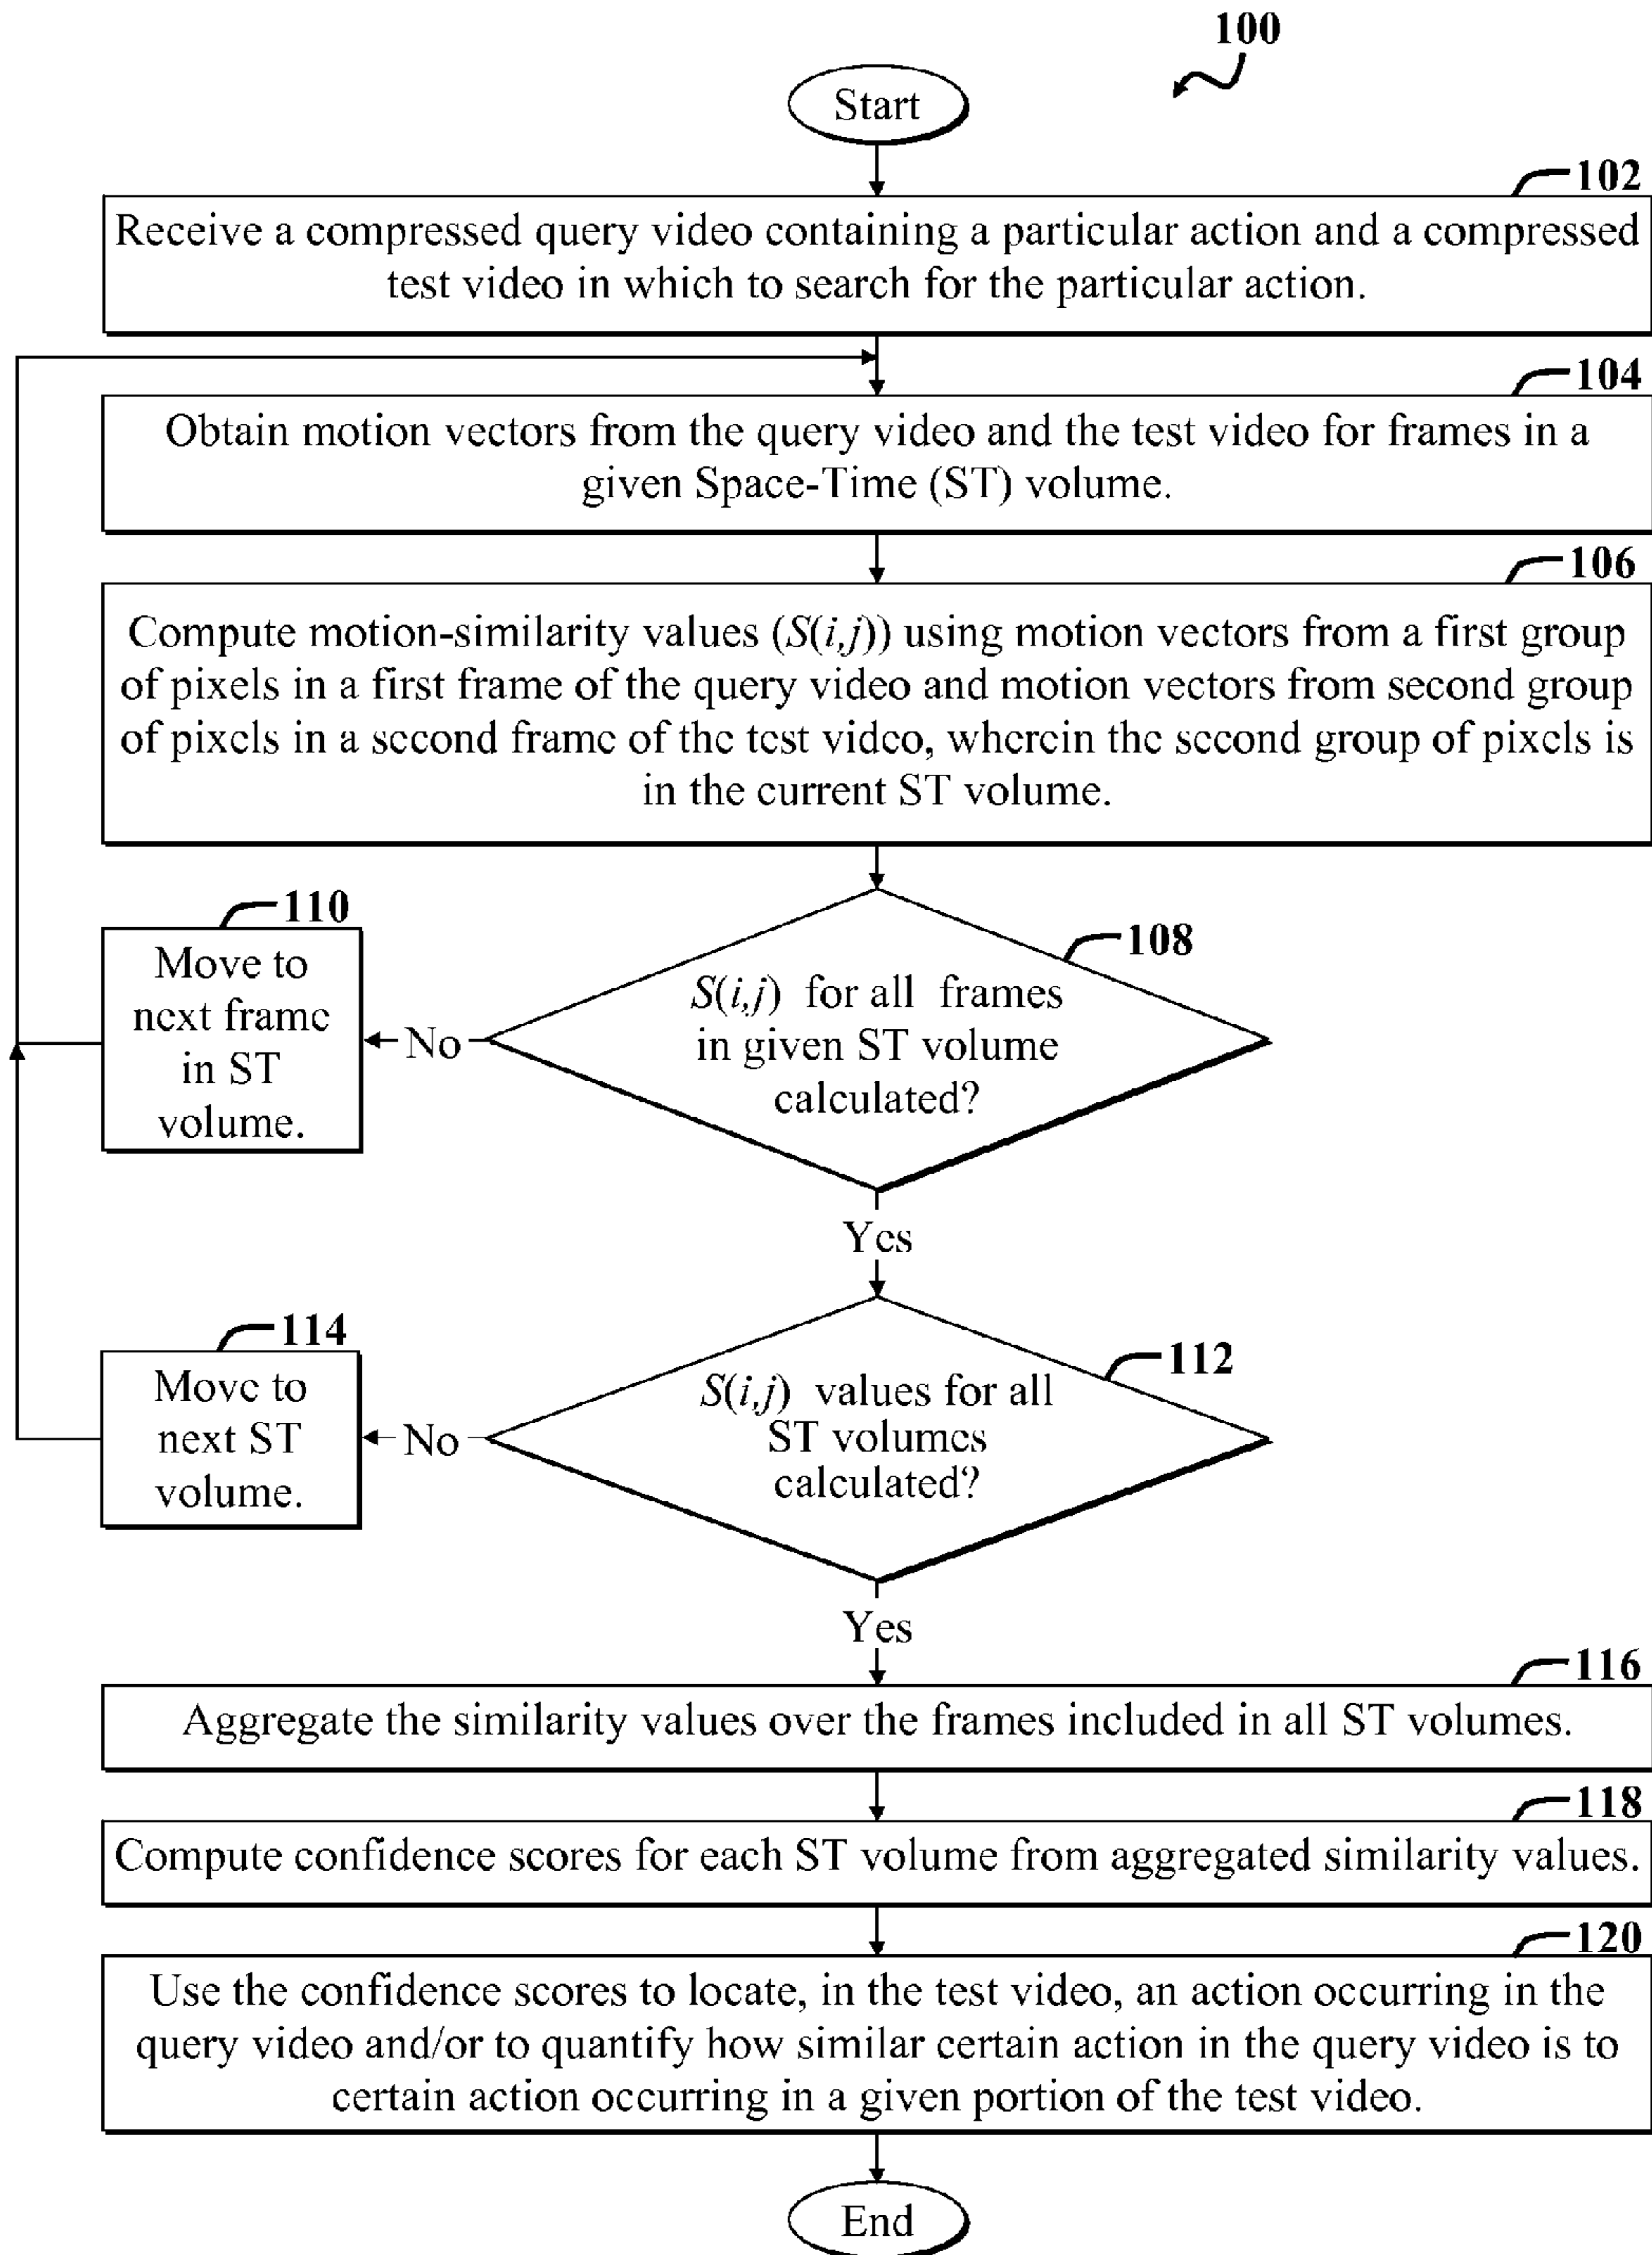 100
Start
102
Receive a compressed query video containing a particular action and a compressed
test video in which to search for the particular action.
104
Obtain motion vectors from the query video and the test video for frames in a
given Space-Time (ST) volume.
106
Compute motion-similarity values (S(i,j)) using motion vectors from a first group
of pixels in a first frame of the query video and motion vectors from second group
of pixels in a second frame of the test video, wherein the second group of pixels is
in the current ST volume.
110
Move to
next frame
in ST
volume.
No
108
S(i,j) for all frames
in given ST volume
calculated?
Yes
114
Move to
next ST
volume.
No
112
S(i,j) values for all
ST volumes
calculated?
Yes
116
Aggregate the similarity values over the frames included in all ST volumes.
118
Compute confidence scores for each ST volume from aggregated similarity values.
120
Use the confidence scores to locate, in the test video, an action occurring in the
query video and/or to quantify how similar certain action in the query video is to
certain action occurring in a given portion of the test video.
End